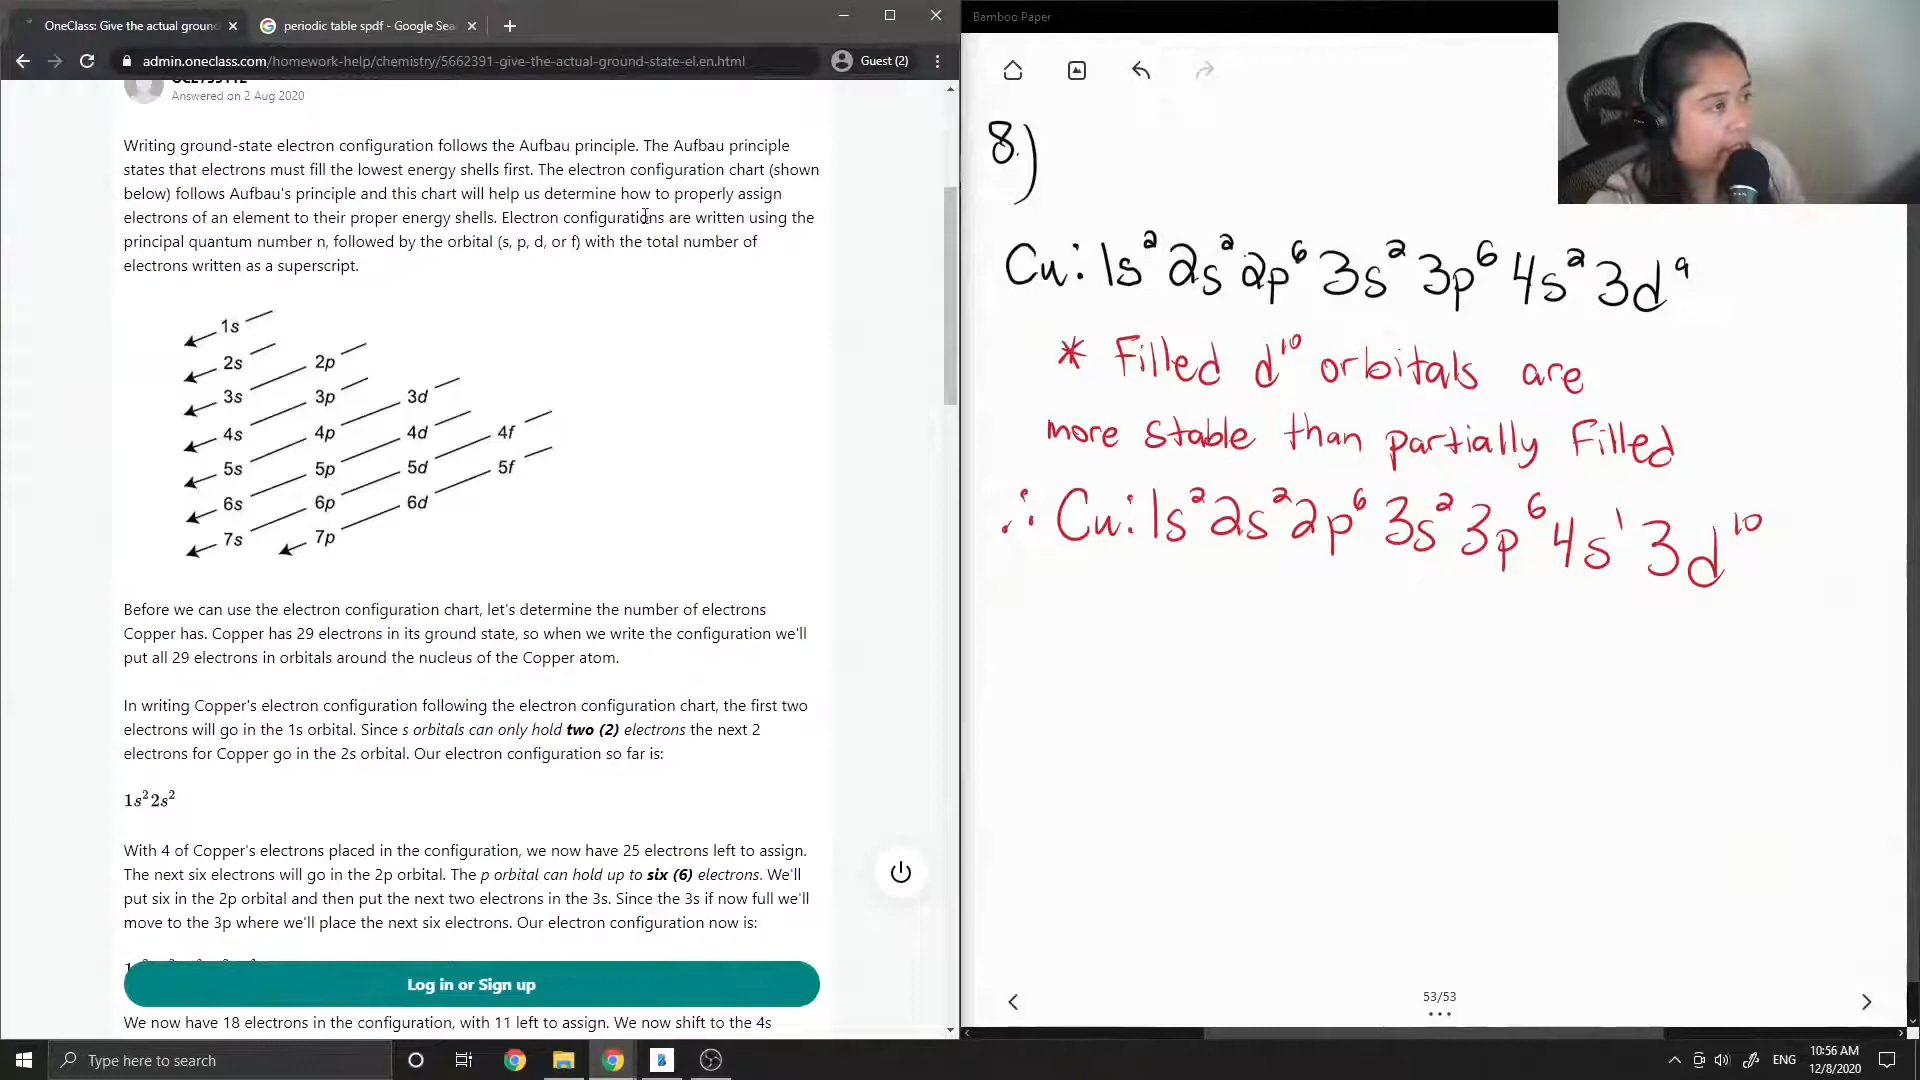 OneClass: Give the actual groun
periodic table spdf - Google Sea
admin.oneclass.com/homework-help/chemistry/5662391-give-the-actual-ground-state-el.en.html
Guest (2)
Answered on 2 Aug 2020
Writing ground-state electron configuration follows the Aufbau principle. The Aufbau principle
states that electrons must fill the lowest energy shells first. The electron configuration chart (shown
below) follows Aufbau's principle and this chart will help us determine how to properly assign
electrons of an element to their proper energy shells. Electron configurations are written using the
principal quantum number n, followed by the orbital (s, p, d, or f) with the total number of
electrons written as a superscript.
1s
2s 2p
3s 3p 3d
4s 4p 4d 4f
5s 5p 5d 5f
6s 6p 6d
7s 7p
Before we can use the electron configuration chart, let's determine the number of electrons
Copper has. Copper has 29 electrons in its ground state, so when we write the configuration we'll
put all 29 electrons in orbitals around the nucleus of the Copper atom.
In writing Copper's electron configuration following the electron configuration chart, the first two
electrons will go in the 1s orbital. Since s orbitals can only hold two (2) electrons the next 2
electrons for Copper go in the 2s orbital. Our electron configuration so far is:
1s²2s²
With 4 of Copper's electrons placed in the configuration, we now have 25 electrons left to assign.
The next six electrons will go in the 2p orbital. The p orbital can hold up to six (6) electrons. We'll
put six in the 2p orbital and then put the next two electrons in the 3s. Since the 3s if now full we'll
move to the 3p where we'll place the next six electrons. Our electron configuration now is:
Log in or Sign up
We now have 18 electrons in the configuration, with 11 left to assign. We now shift to the 4s
Bamboo Paper
8.)
Cu: 1s² 2s² 2p⁶ 3s² 3p⁶ 4s² 3d⁹
* Filled d¹⁰ orbitals are
more stable than partially Filled
∴ Cu: 1s² 2s² 2p⁶ 3s² 3p⁶ 4s¹ 3d¹⁰
53/53
Type here to search
ENG
10:56 AM
12/8/2020